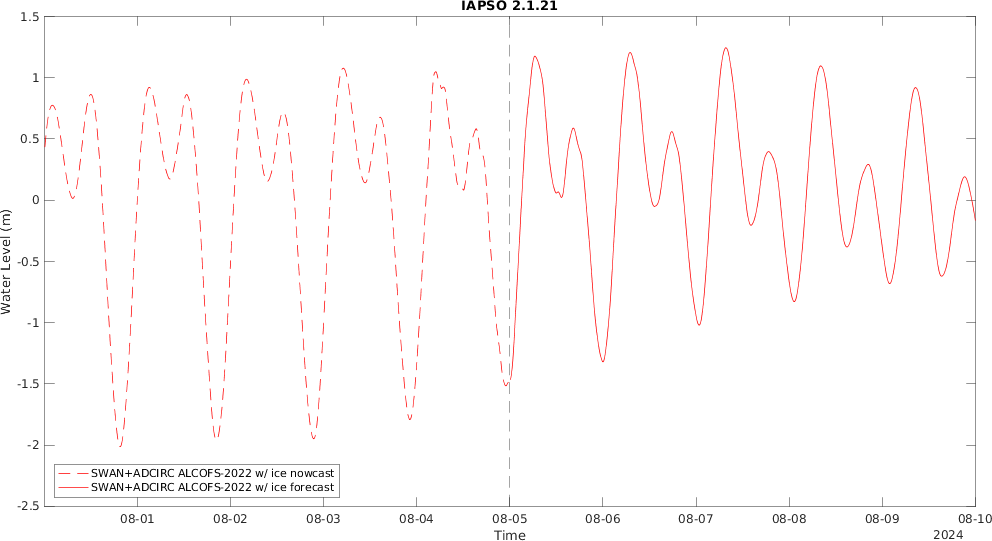 IAPSO 2.1.21
1.5
1
0.5
0
-0.5
-1
-1.5
-2
-2.5
Water Level (m)
SWAN+ADCIRC ALCOFS-2022 w/ ice nowcast
SWAN+ADCIRC ALCOFS-2022 w/ ice forecast
08-01 08-02 08-03 08-04 08-05 08-06 08-07 08-08 08-09 08-10
Time
2024